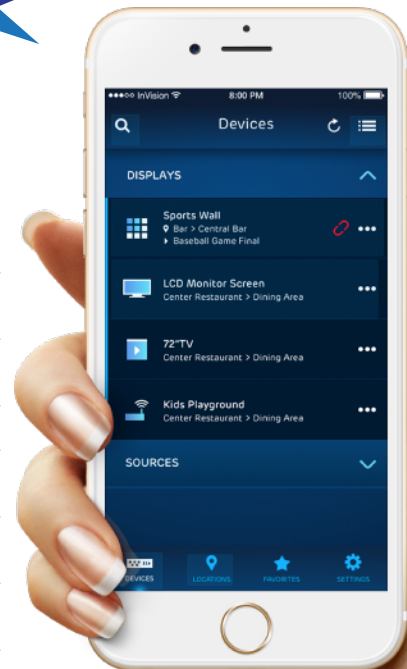 InVision
8:00 PM
100%
Devices
DISPLAYS
Sports Wall
Bar > Central Bar
Baseball Game Final
LCD Monitor Screen
Center Restaurant > Dining Area
72"TV
Center Restaurant > Dining Area
Kids Playground
Center Restaurant > Dining Area
SOURCES
DEVICES
LOCATIONS
FAVORITES
SETTINGS